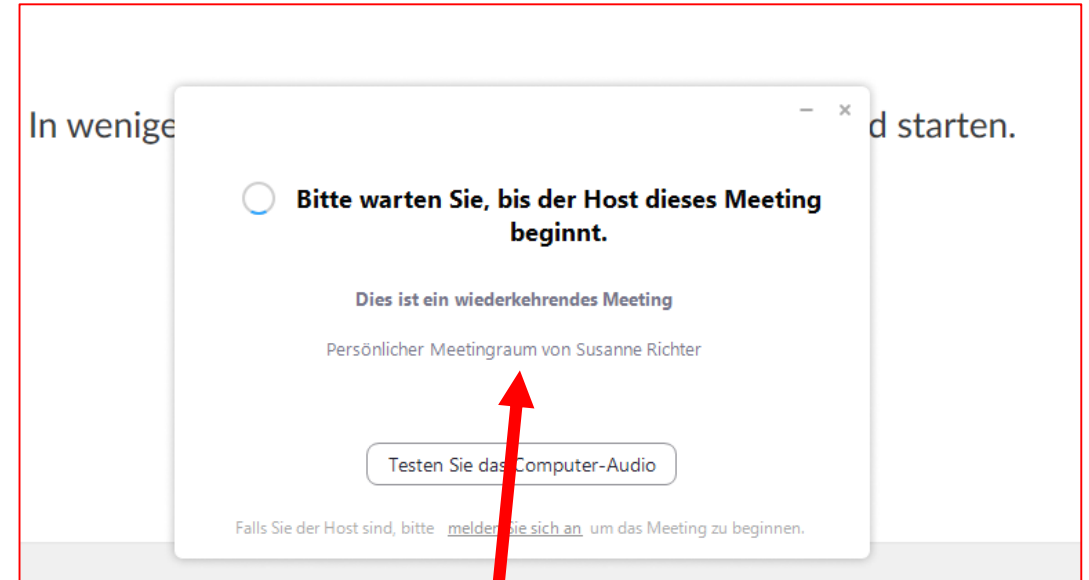 In wenige
d starten.
Bitte warten Sie, bis der Host dieses Meeting
beginnt.
Dies ist ein wiederkehrendes Meeting
Persönlicher Meetingraum von Susanne Richter
Testen Sie das Computer-Audio
Falls Sie der Host sind, bitte melden Sie sich an um das Meeting zu beginnen.